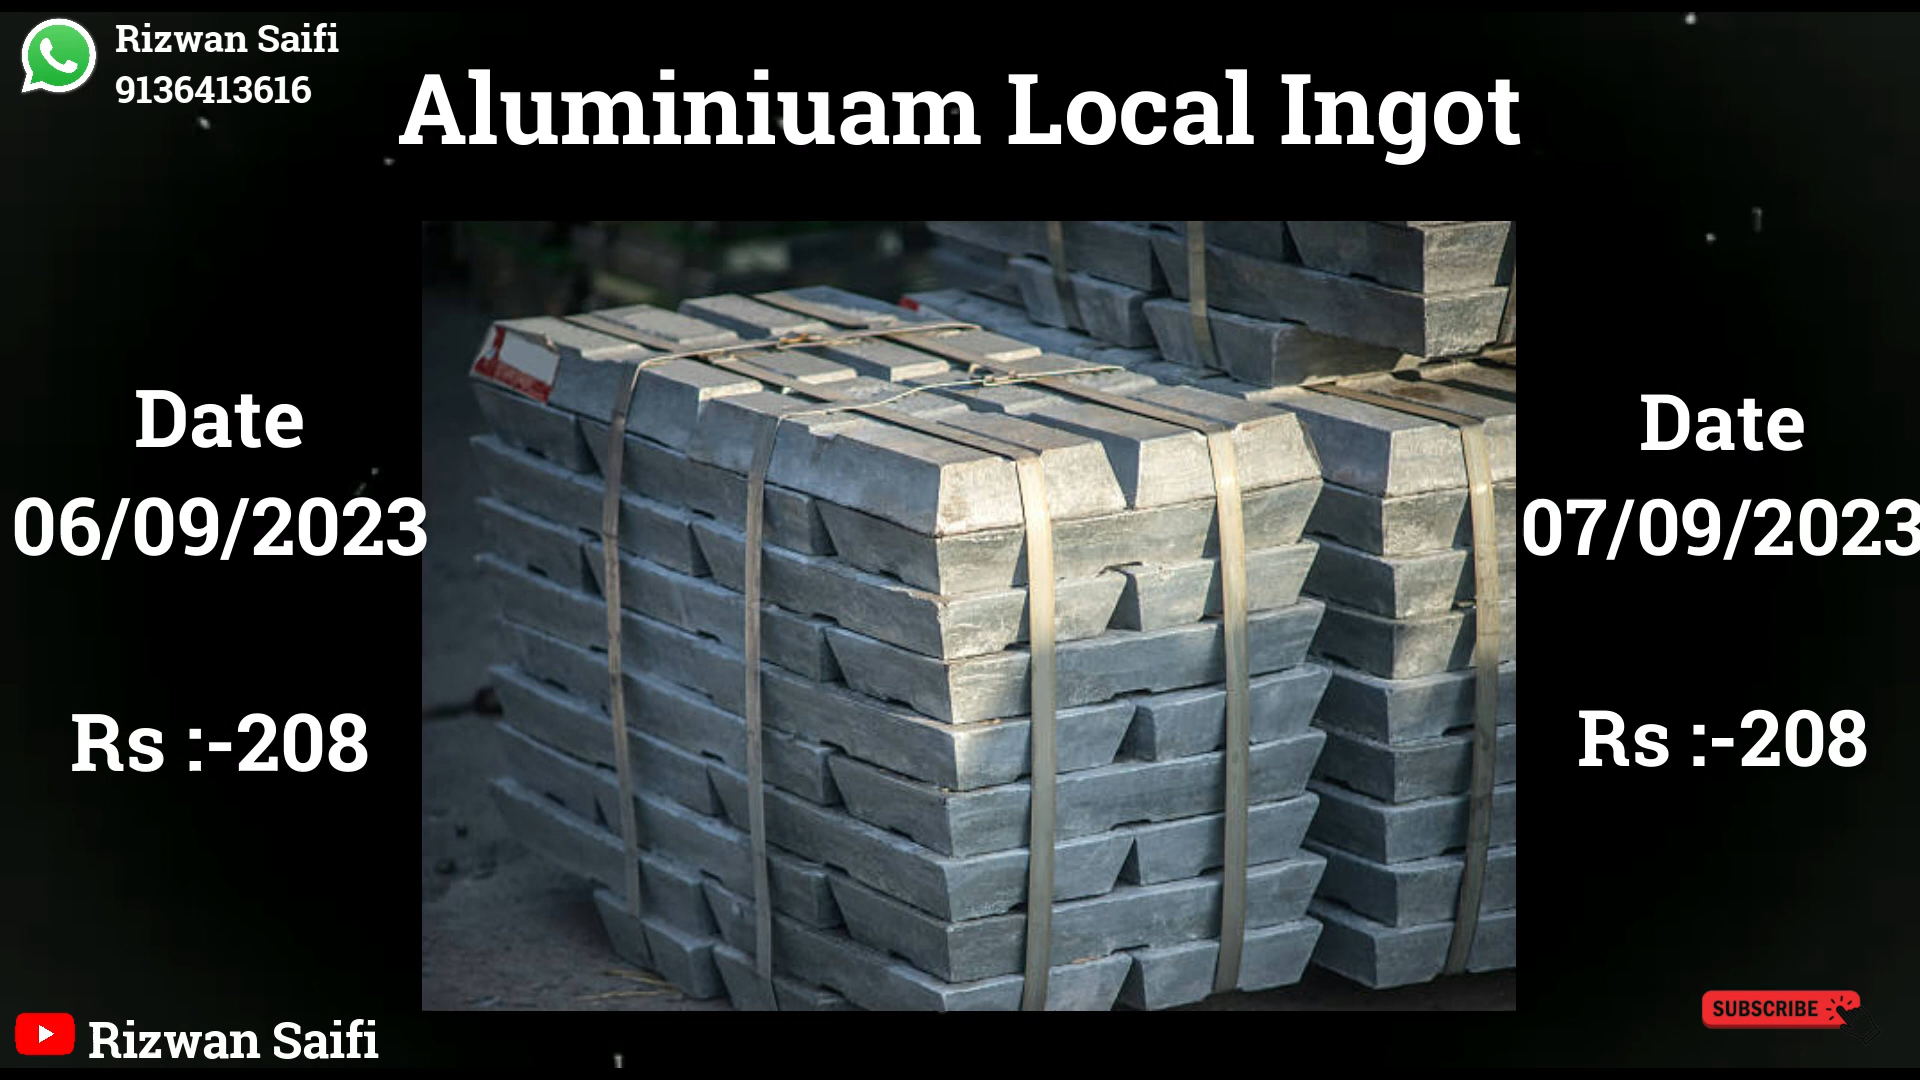 Rizwan Saifi
9136413616
Aluminiuam Local Ingot
Date
06/09/2023
Rs :-208
Date
07/09/2023
Rs :-208
Rizwan Saifi
SUBSCRIBE